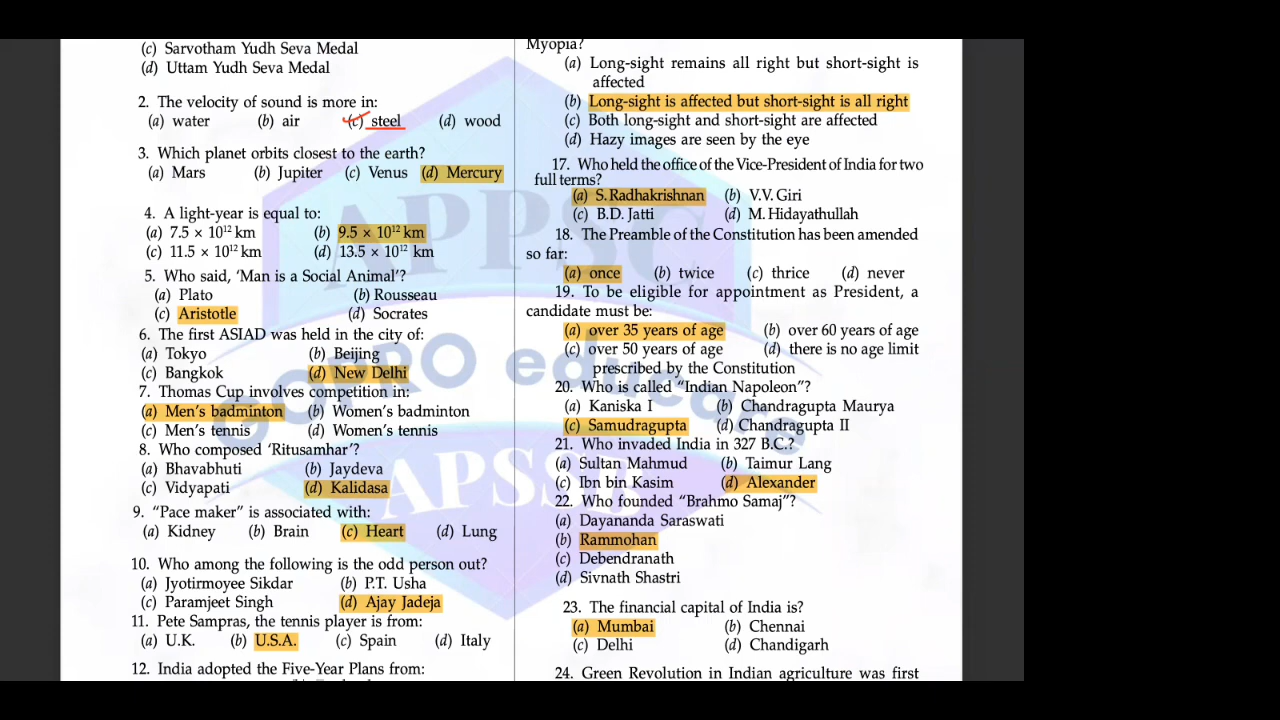 (c) Sarvotham Yudh Seva Medal
(d) Uttam Yudh Seva Medal
2. The velocity of sound is more in:
(a) water (b) air (c) steel (d) wood
3. Which planet orbits closest to the earth?
(a) Mars (b) Jupiter (c) Venus (d) Mercury
4. A light-year is equal to:
(a) 7.5 × 10¹² km (b) 9.5 × 10¹² km
(c) 11.5 × 10¹² km (d) 13.5 × 10¹² km
5. Who said, ‘Man is a Social Animal’?
(a) Plato (b) Rousseau
(c) Aristotle (d) Socrates
6. The first ASIAD was held in the city of:
(a) Tokyo (b) Beijing
(c) Bangkok (d) New Delhi
7. Thomas Cup involves competition in:
(a) Men’s badminton (b) Women’s badminton
(c) Men’s tennis (d) Women’s tennis
8. Who composed ‘Ritusamhar’?
(a) Bhavabhuti (b) Jaydeva
(c) Vidyapati (d) Kalidasa
9. “Pace maker” is associated with:
(a) Kidney (b) Brain (c) Heart (d) Lung
10. Who among the following is the odd person out?
(a) Jyotirmoyee Sikdar (b) P.T. Usha
(c) Paramjeet Singh (d) Ajay Jadeja
11. Pete Sampras, the tennis player is from:
(a) U.K. (b) U.S.A. (c) Spain (d) Italy
12. India adopted the Five-Year Plans from:
Myopia?
(a) Long-sight remains all right but short-sight is
affected
(b) Long-sight is affected but short-sight is all right
(c) Both long-sight and short-sight are affected
(d) Hazy images are seen by the eye
17. Who held the office of the Vice-President of India for two
full terms?
(a) S. Radhakrishnan (b) V.V. Giri
(c) B.D. Jatti (d) M. Hidayathullah
18. The Preamble of the Constitution has been amended
so far:
(a) once (b) twice (c) thrice (d) never
19. To be eligible for appointment as President, a
candidate must be:
(a) over 35 years of age (b) over 60 years of age
(c) over 50 years of age (d) there is no age limit
prescribed by the Constitution
20. Who is called “Indian Napoleon”?
(a) Kaniska I (b) Chandragupta Maurya
(c) Samudragupta (d) Chandragupta II
21. Who invaded India in 327 B.C.?
(a) Sultan Mahmud (b) Taimur Lang
(c) Ibn bin Kasim (d) Alexander
22. Who founded “Brahmo Samaj”?
(a) Dayananda Saraswati
(b) Rammohan
(c) Debendranath
(d) Sivnath Shastri
23. The financial capital of India is?
(a) Mumbai (b) Chennai
(c) Delhi (d) Chandigarh
24. Green Revolution in Indian agriculture was first
APPSC
GOPRO educare
APSSB